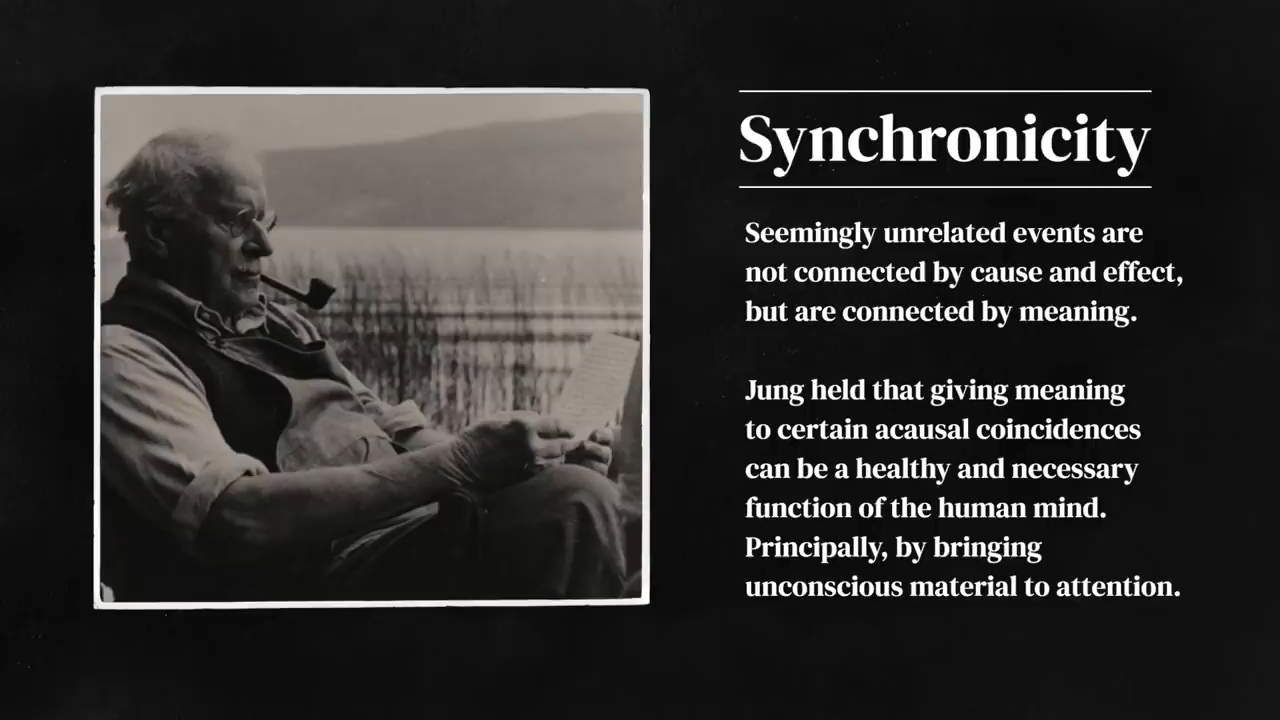 Synchronicity
Seemingly unrelated events are
not connected by cause and effect,
but are connected by meaning.
Jung held that giving meaning
to certain acausal coincidences
can be a healthy and necessary
function of the human mind.
Principally, by bringing
unconscious material to attention.